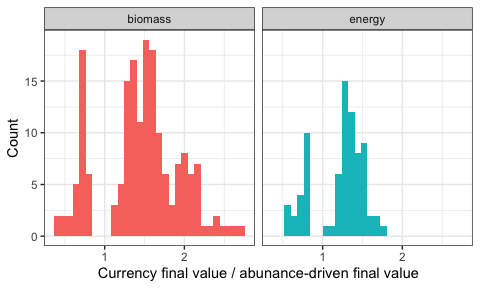 biomass energy
Count
15
10
5
0
1 2 1 2
Currency final value / abunance-driven final value